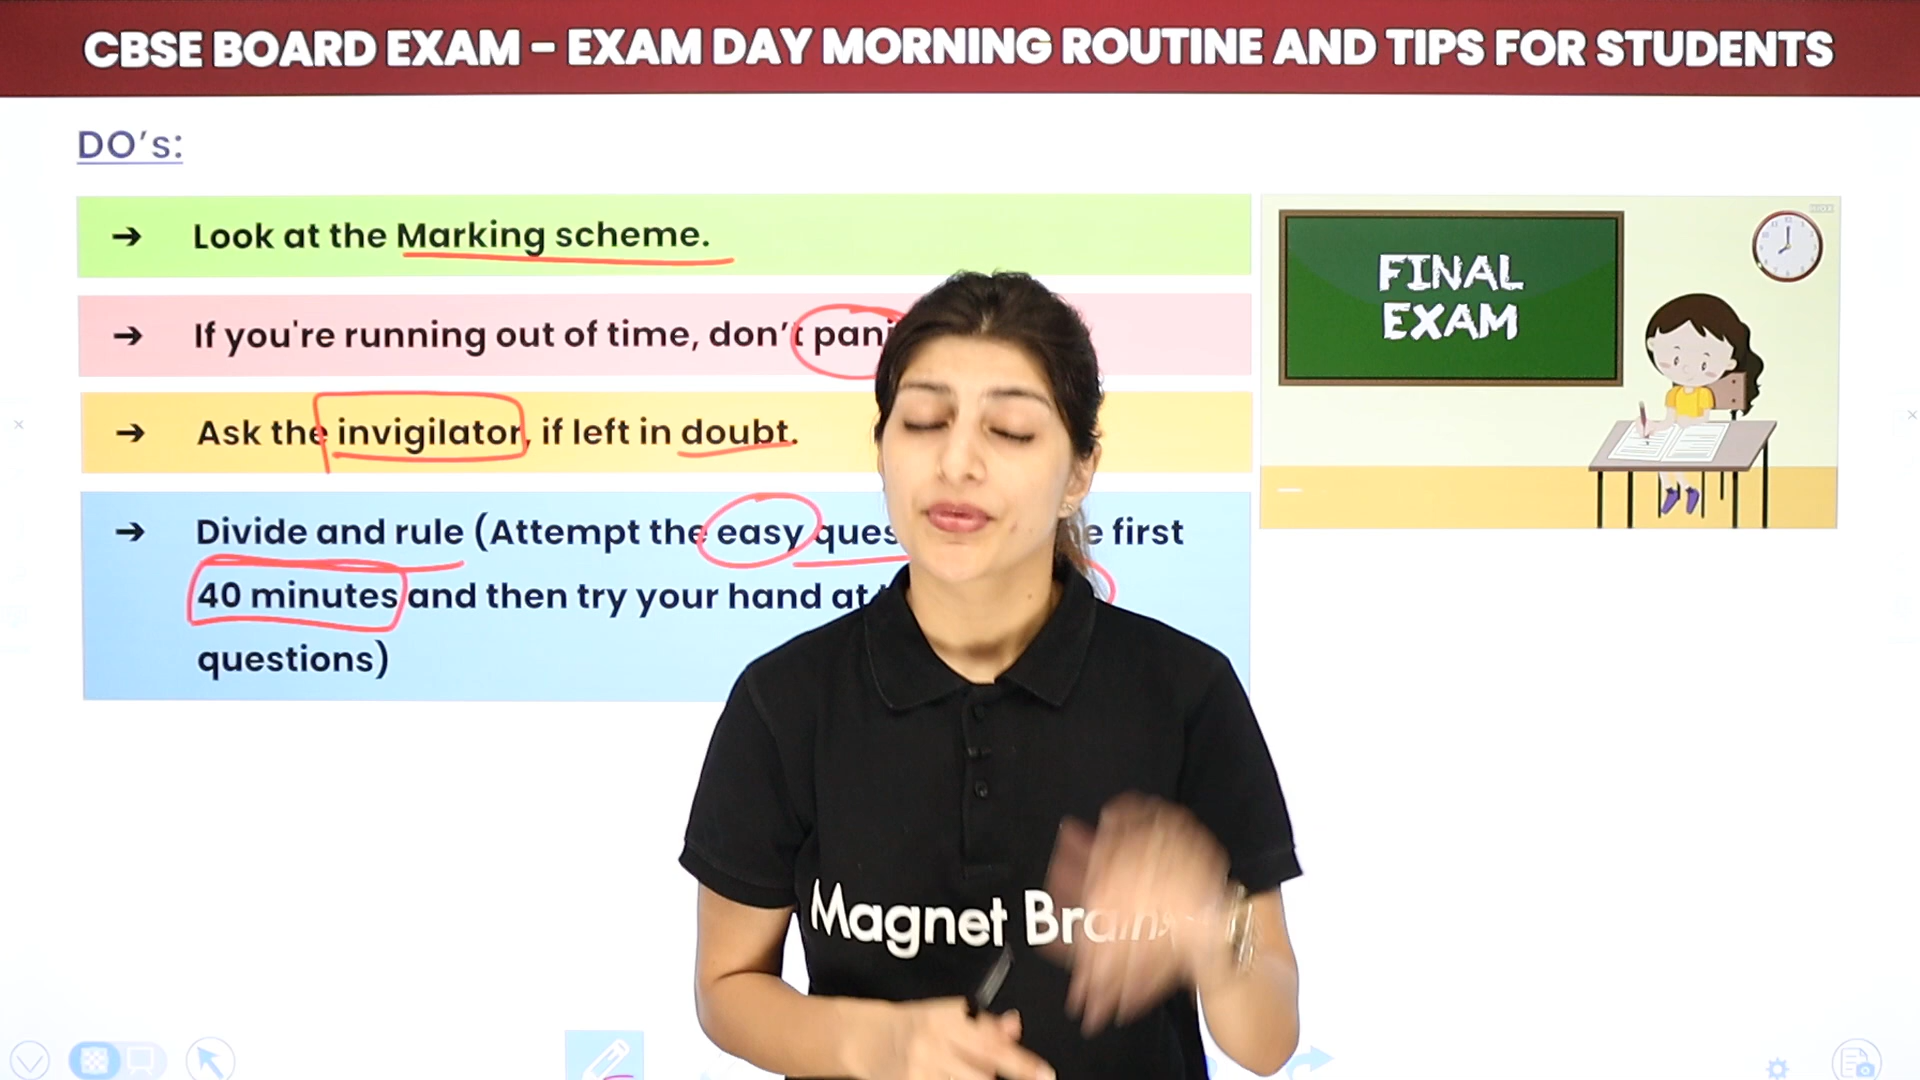 CBSE BOARD EXAM – EXAM DAY MORNING ROUTINE AND TIPS FOR STUDENTS
DO's:
➔ Look at the Marking scheme.
➔ If you're running out of time, don't
➔ Ask the invigilator, if left in doubt.
➔ Divide and rule (Attempt the easy first
40 minutes and then try your hand at
questions)
FINAL
EXAM
Magnet Brains